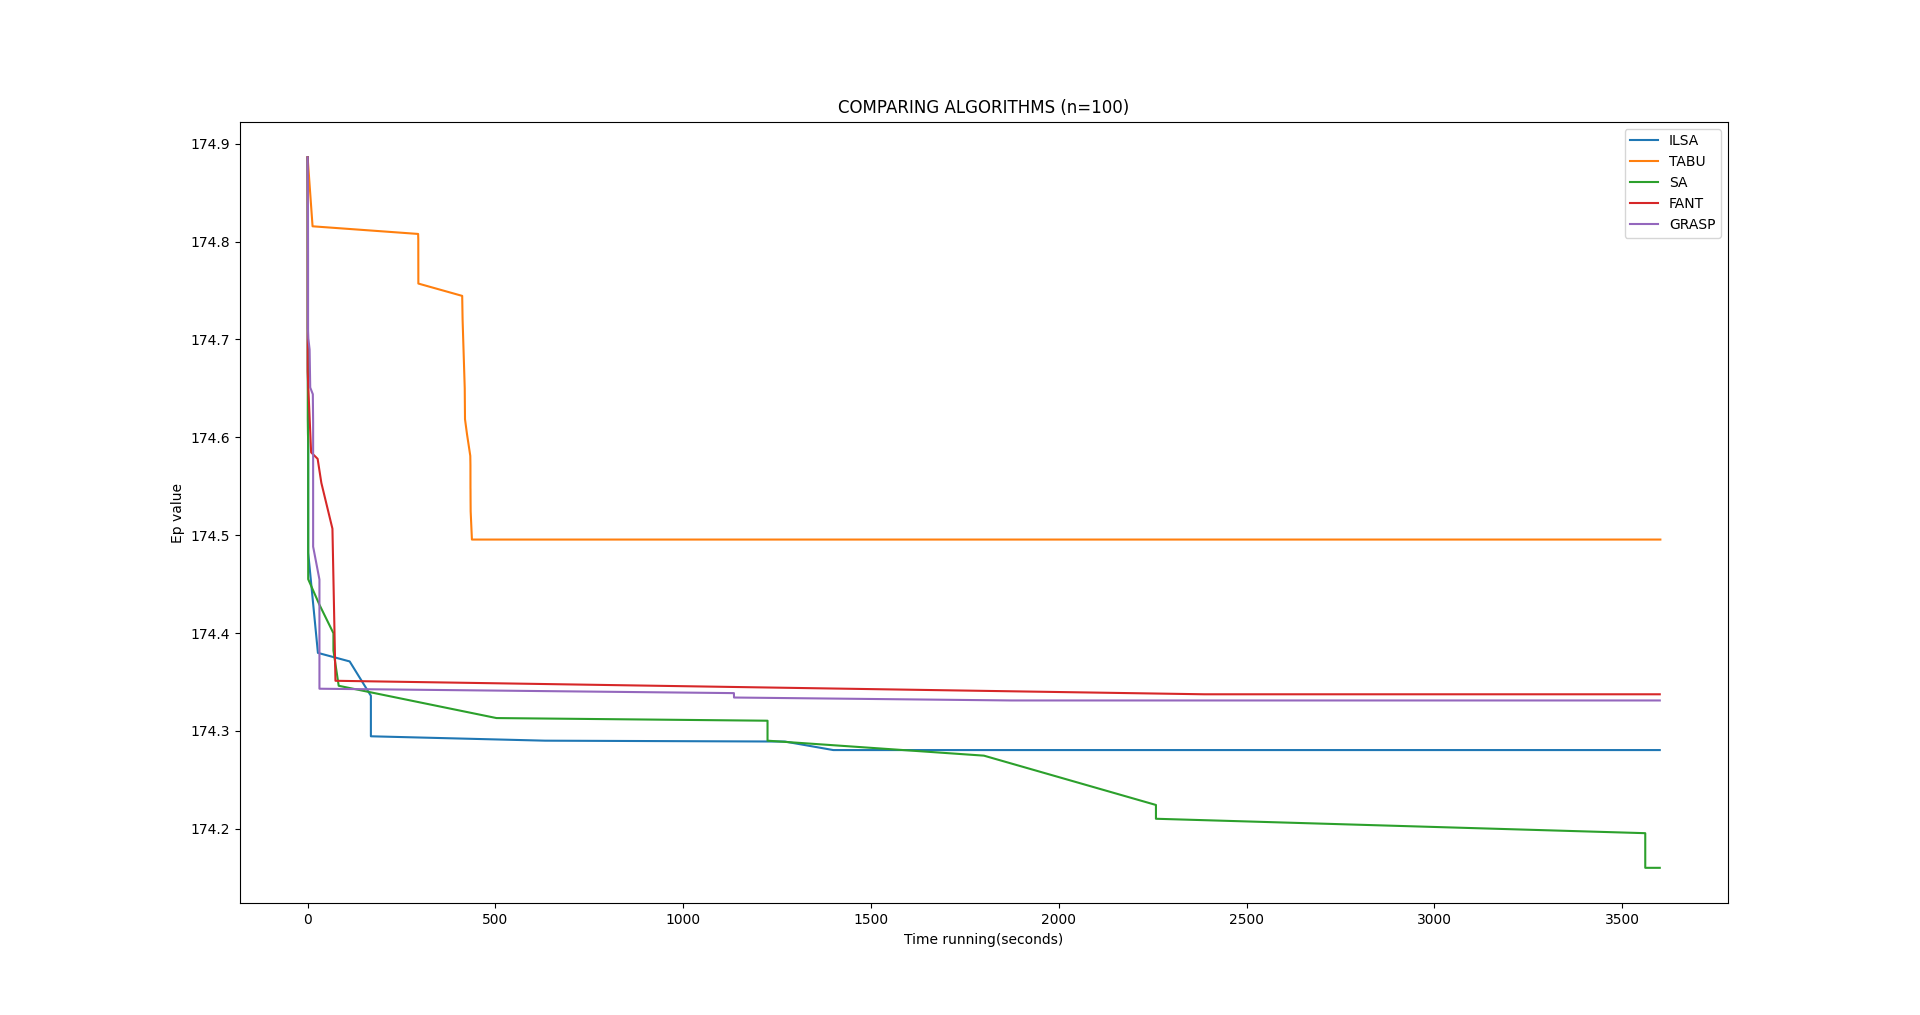 COMPARING ALGORITHMS (n=100)
174.9
174.8
174.7
174.6
174.5
174.4
174.3
174.2
Ep value
ILSA
TABU
SA
FANT
GRASP
0
500
1000
1500
2000
2500
3000
3500
Time running(seconds)